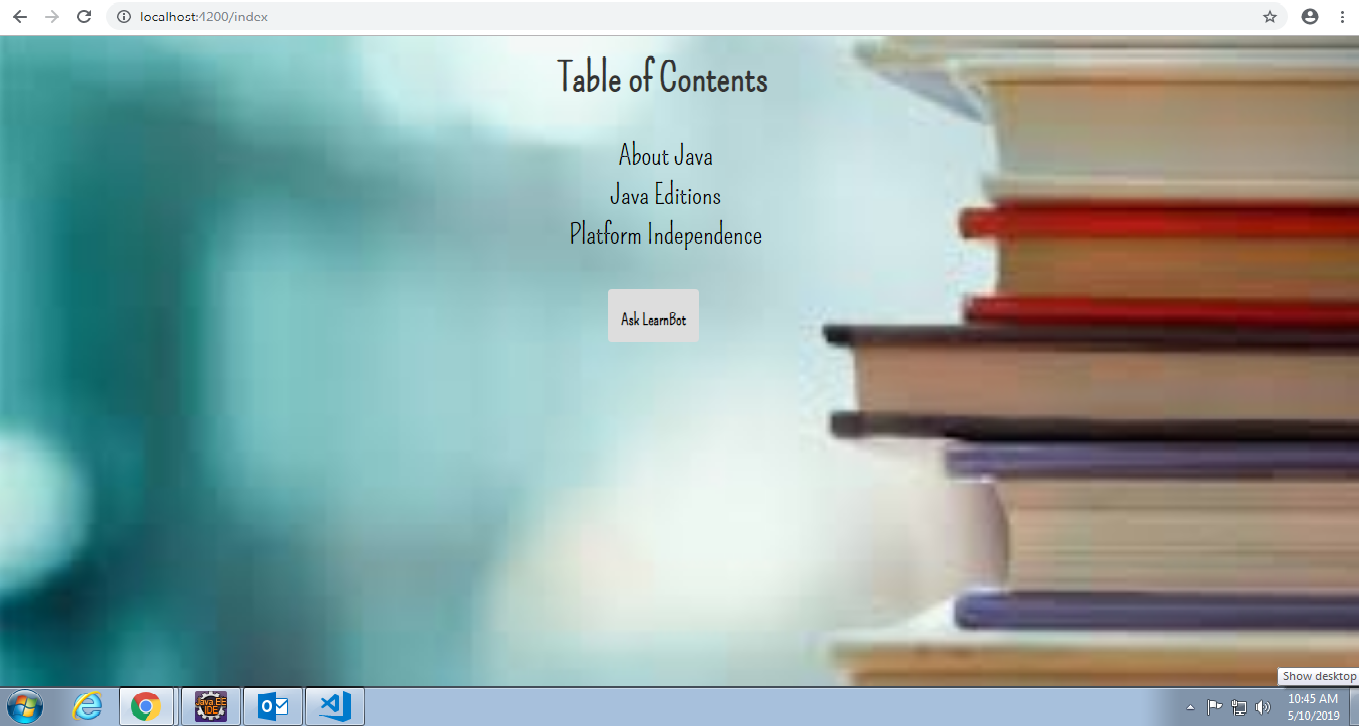 localhost:4200/index
Table of Contents
About Java
Java Editions
Platform Independence
Ask LearnBot
Show desktop
Java EE
IDE
10:45 AM
5/10/2019